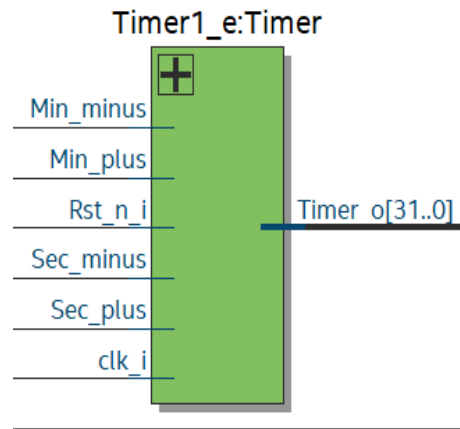 Timer1_e:Timer
Min_minus
Min_plus
Rst_n_i
Timer_o[31..0]
Sec_minus
Sec_plus
clk_i